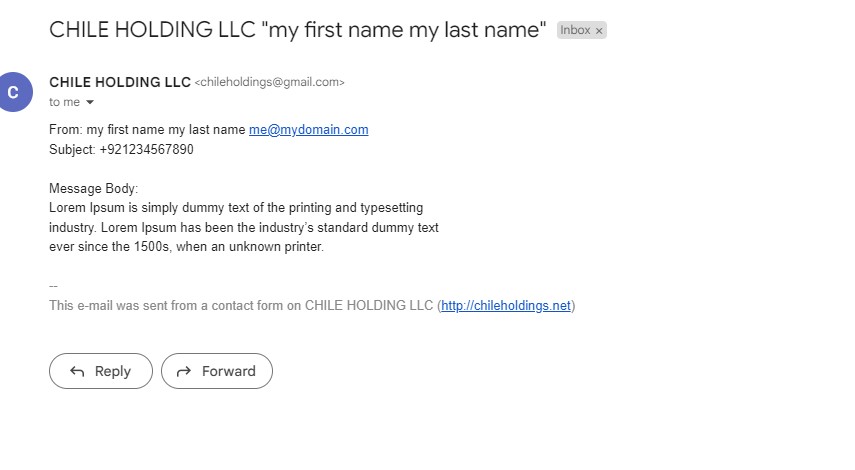 CHILE HOLDING LLC "my first name my last name" Inbox ×
C
CHILE HOLDING LLC <chileholdings@gmail.com>
to me
From: my first name my last name me@mydomain.com
Subject: +921234567890
Message Body:
Lorem Ipsum is simply dummy text of the printing and typesetting
industry. Lorem Ipsum has been the industry's standard dummy text
ever since the 1500s, when an unknown printer.
--
This e-mail was sent from a contact form on CHILE HOLDING LLC (http://chileholdings.net)
Reply Forward